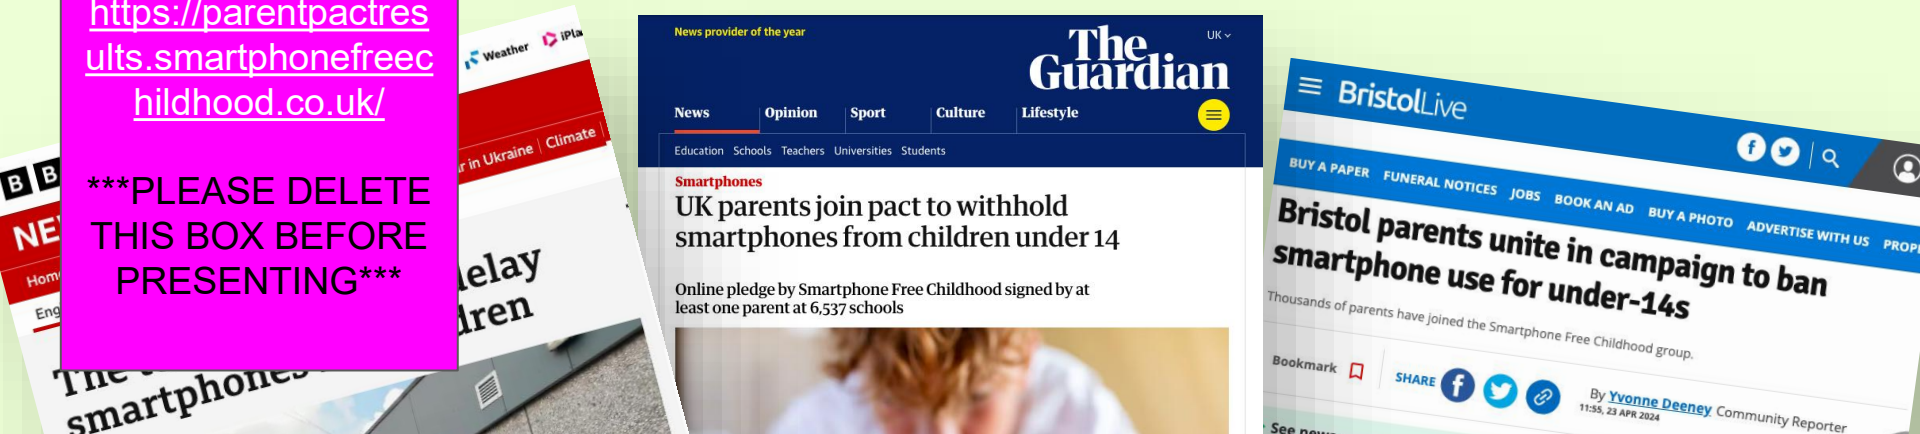 https://parentpactres
ults.smartphonefreec
hildhood.co.uk/
***PLEASE DELETE
THIS BOX BEFORE
PRESENTING***
Weather
B B
in Ukraine Climate
smartphones
News provider of the year
The
Guardian
UK
News Opinion Sport Culture Lifestyle
Education Schools Teachers Universities Students
Smartphones
UK parents join pact to withhold
smartphones from children under 14
Online pledge by Smartphone Free Childhood signed by at
least one parent at 6,537 schools
BristolLive
BUY A PAPER FUNERAL NOTICES JOBS BOOK AN AD BUY A PHOTO ADVERTISE WITH US
Bristol parents unite in campaign to ban
smartphone use for under-14s
Thousands of parents have joined the Smartphone Free Childhood group.
Bookmark
SHARE
By Yvonne Deeney Community Reporter
11:55, 23 APR 2024
See